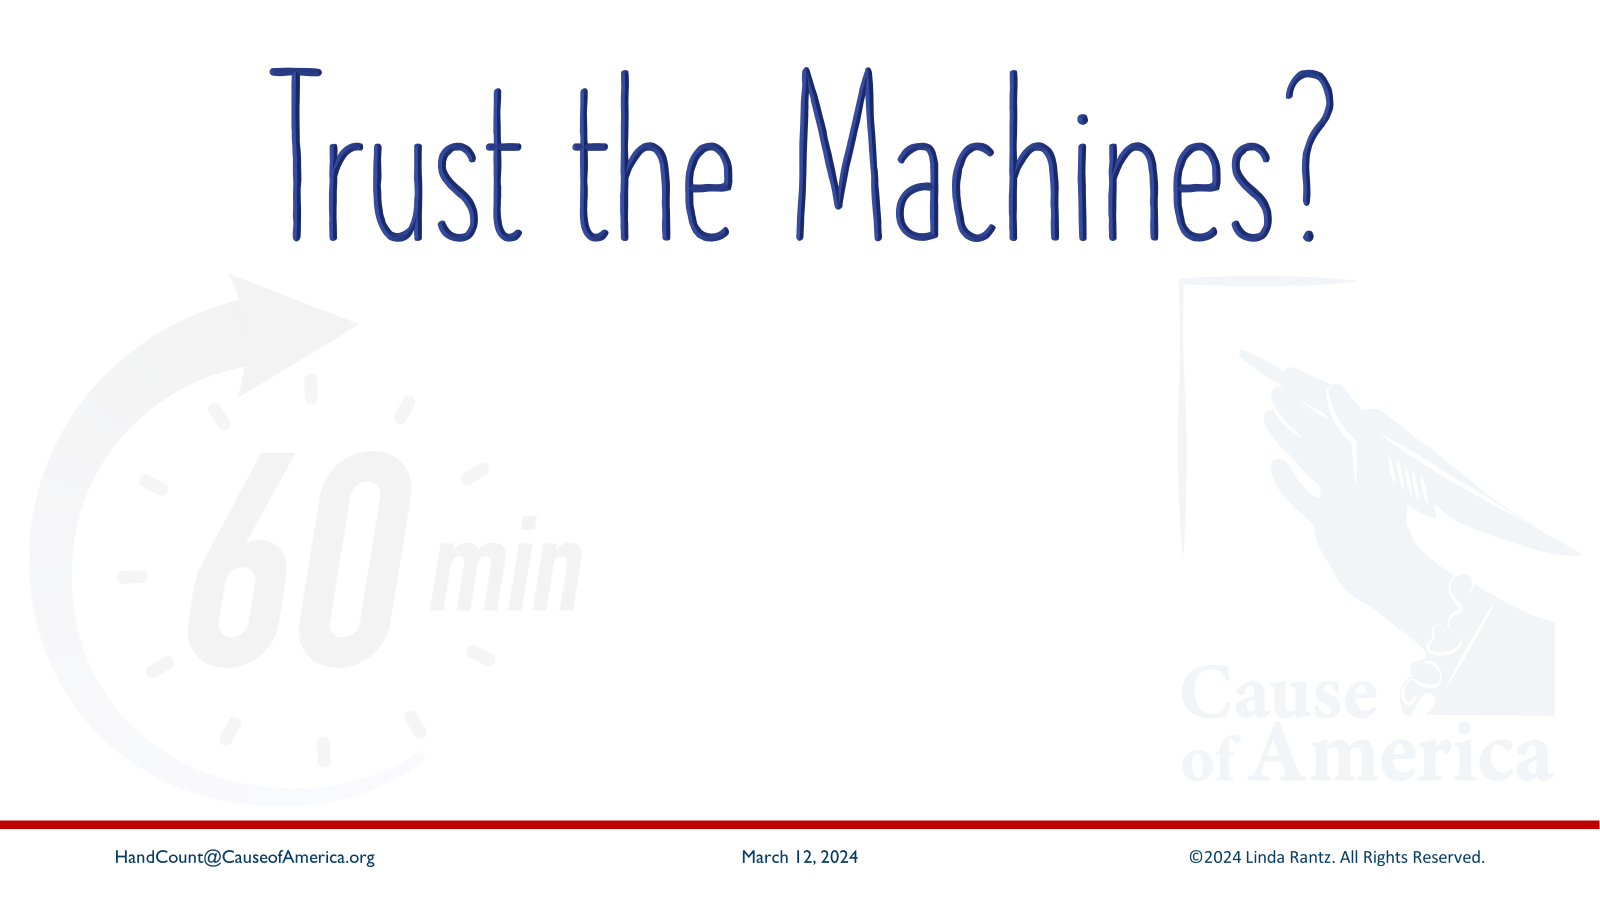 Trust the Machines?
60 min
Cause
of America
HandCount@CauseofAmerica.org
March 12, 2024
©2024 Linda Rantz. All Rights Reserved.